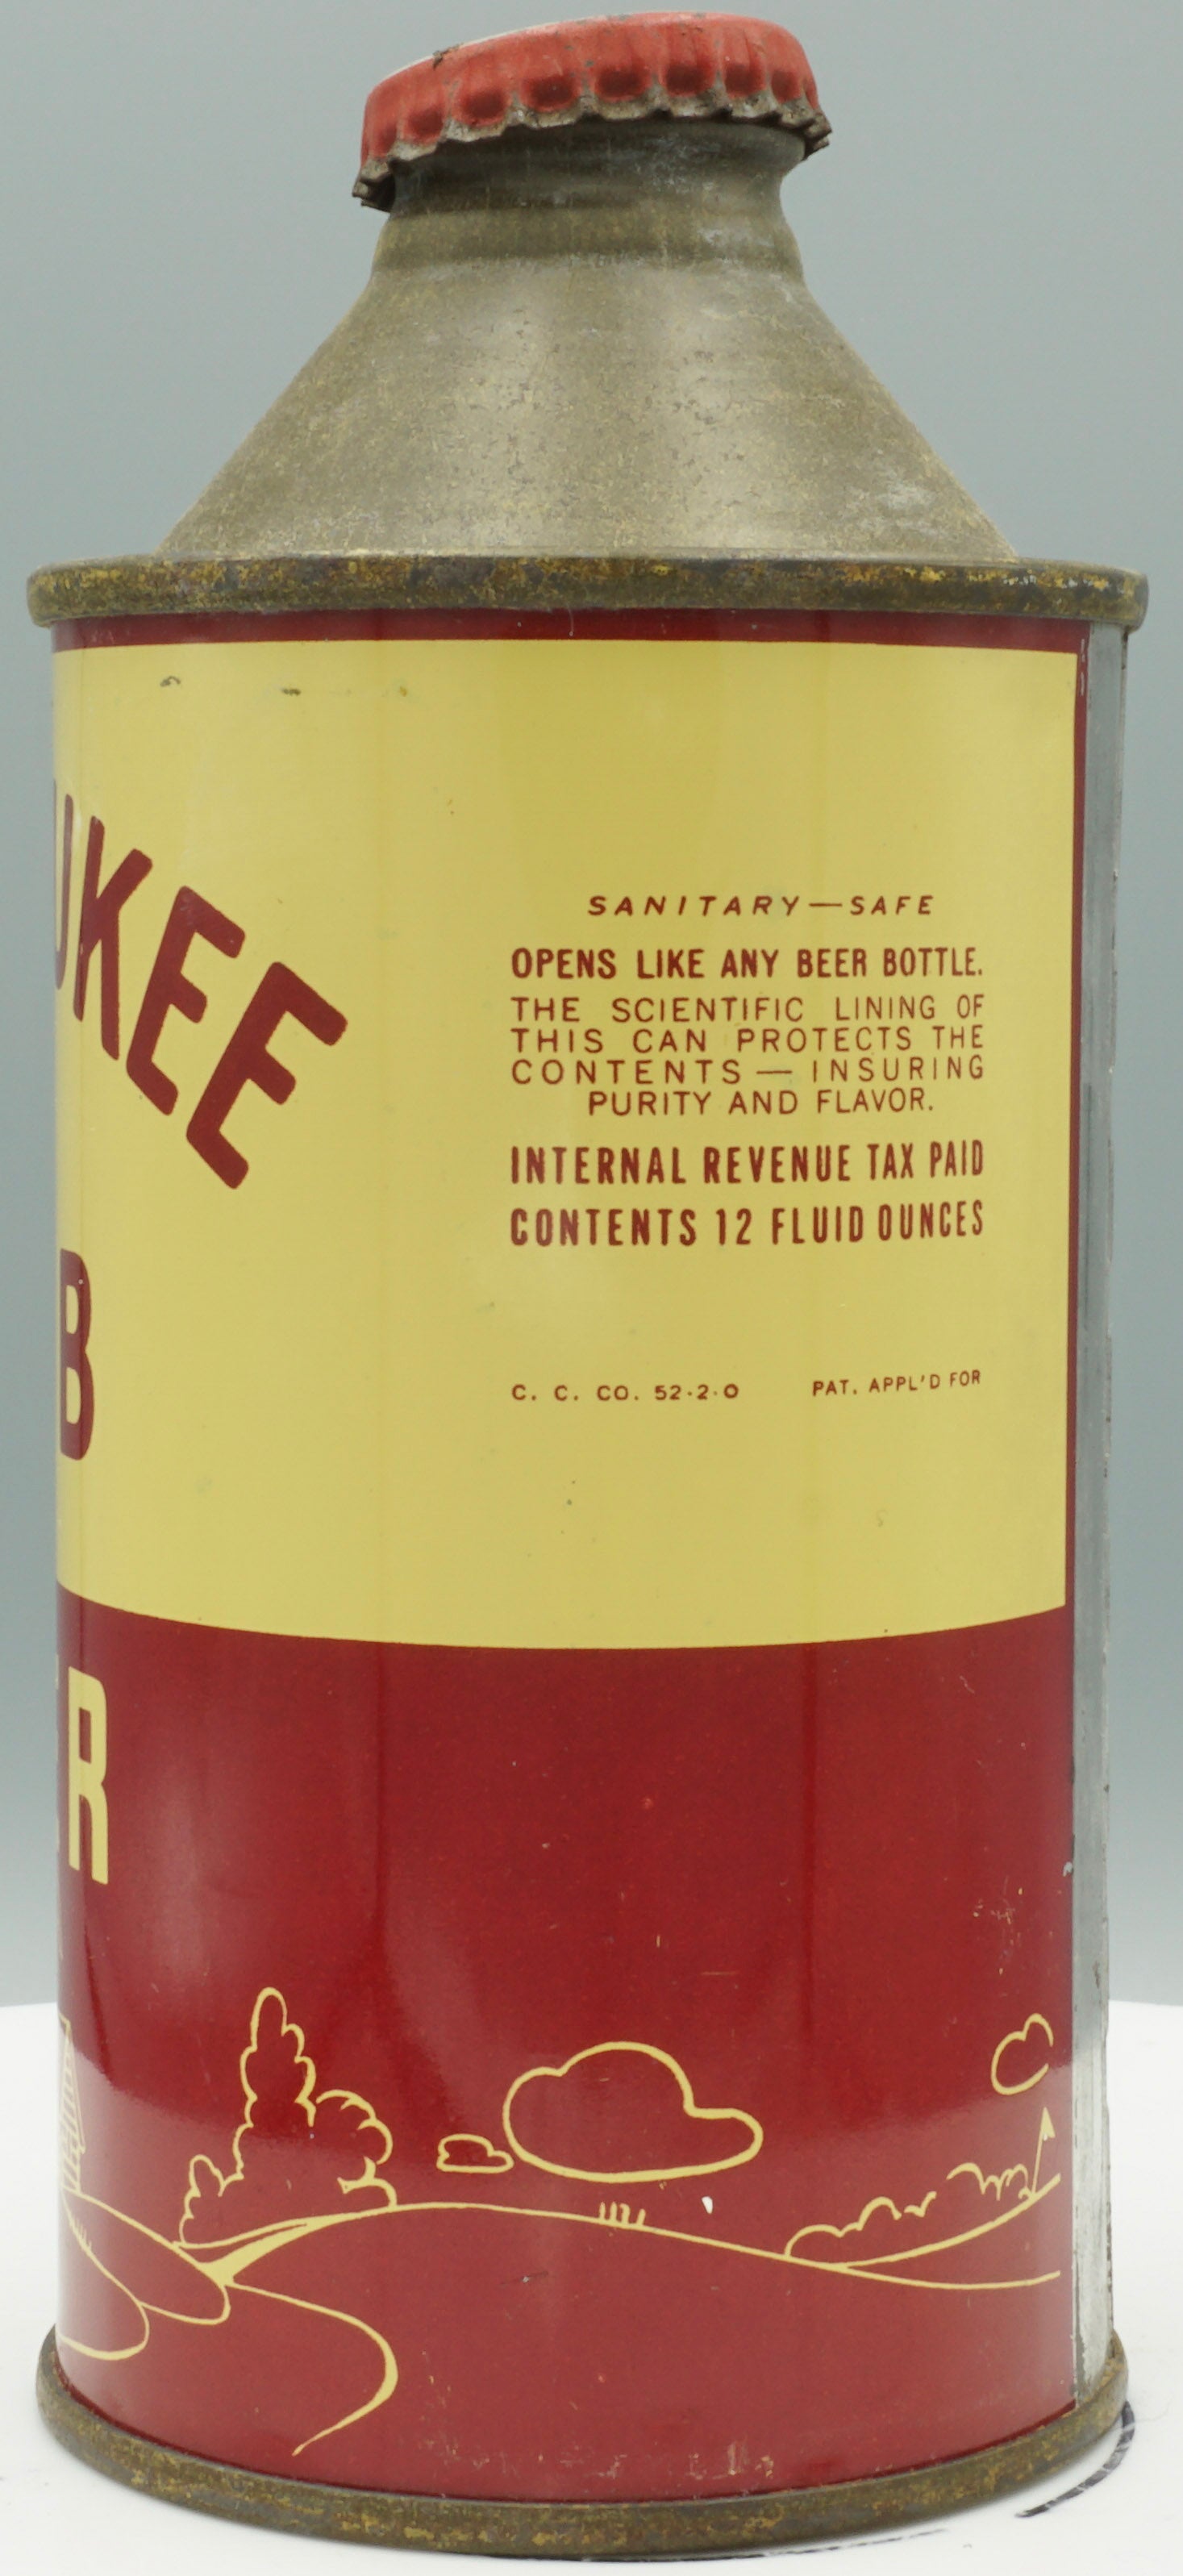 UKEE
B
R
SANITARY—SAFE
OPENS LIKE ANY BEER BOTTLE.
THE SCIENTIFIC LINING OF
THIS CAN PROTECTS THE
CONTENTS — INSURING
PURITY AND FLAVOR.
INTERNAL REVENUE TAX PAID
CONTENTS 12 FLUID OUNCES
C. C. CO. 52-2-O PAT. APPL'D FOR